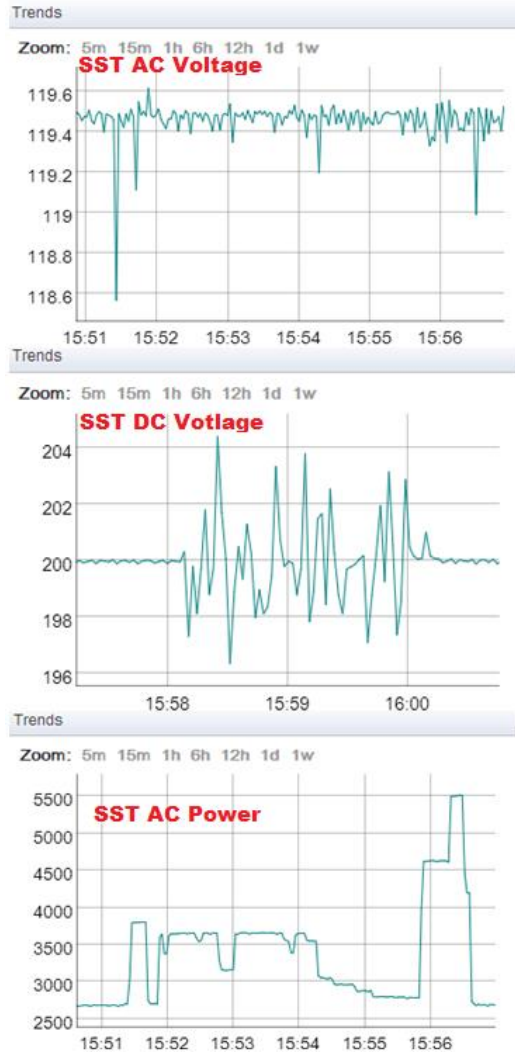 Trends
Zoom: 5m 15m 1h 6h 12h 1d 1w
SST AC Voltage
119.6
119.4
119.2
119
118.8
118.6
15:51 15:52 15:53 15:54 15:55 15:56
Trends
Zoom: 5m 15m 1h 6h 12h 1d 1w
SST DC Votlage
204
202
200
198
196
15:58 15:59 16:00
Trends
Zoom: 5m 15m 1h 6h 12h 1d 1w
SST AC Power
5500
5000
4500
4000
3500
3000
2500
15:51 15:52 15:53 15:54 15:55 15:56